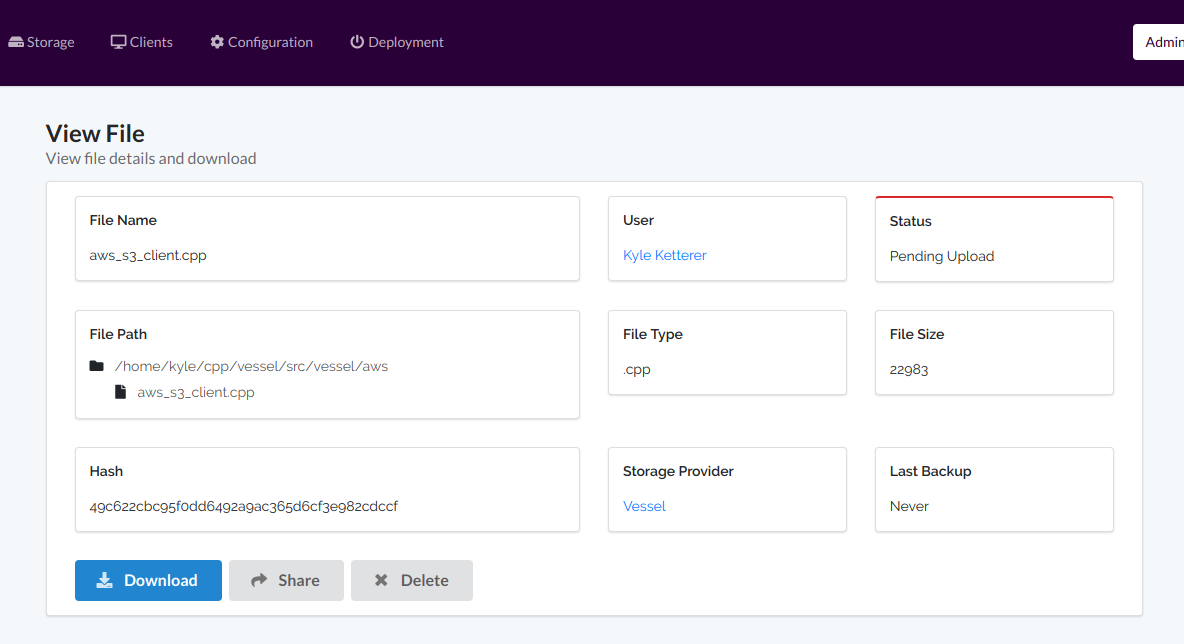 Storage Clients Configuration Deployment Admin
View File
View file details and download
File Name
aws_s3_client.cpp
User
Kyle Ketterer
Status
Pending Upload
File Path
/home/kyle/cpp/vessel/src/vessel/aws
aws_s3_client.cpp
File Type
.cpp
File Size
22983
Hash
49c622cbc95f0dd6492a9ac365d6cf3e982cdccf
Storage Provider
Vessel
Last Backup
Never
Download Share Delete